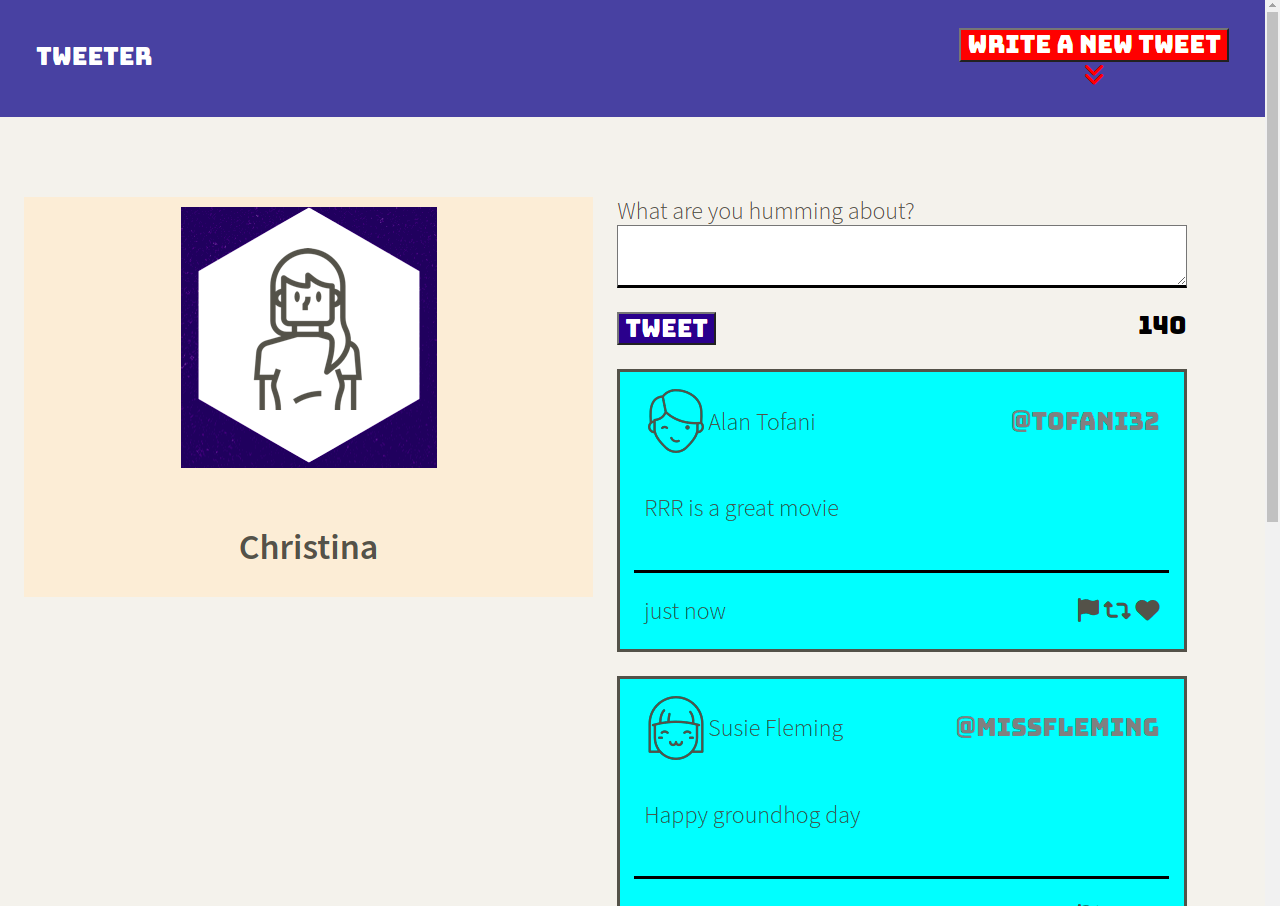 TWEETER
WRITE A NEW TWEET
Christina
What are you humming about?
TWEET
140
Alan Tofani
@TOFANI32
RRR is a great movie
just now
Susie Fleming
@MISSFLEMING
Happy groundhog day